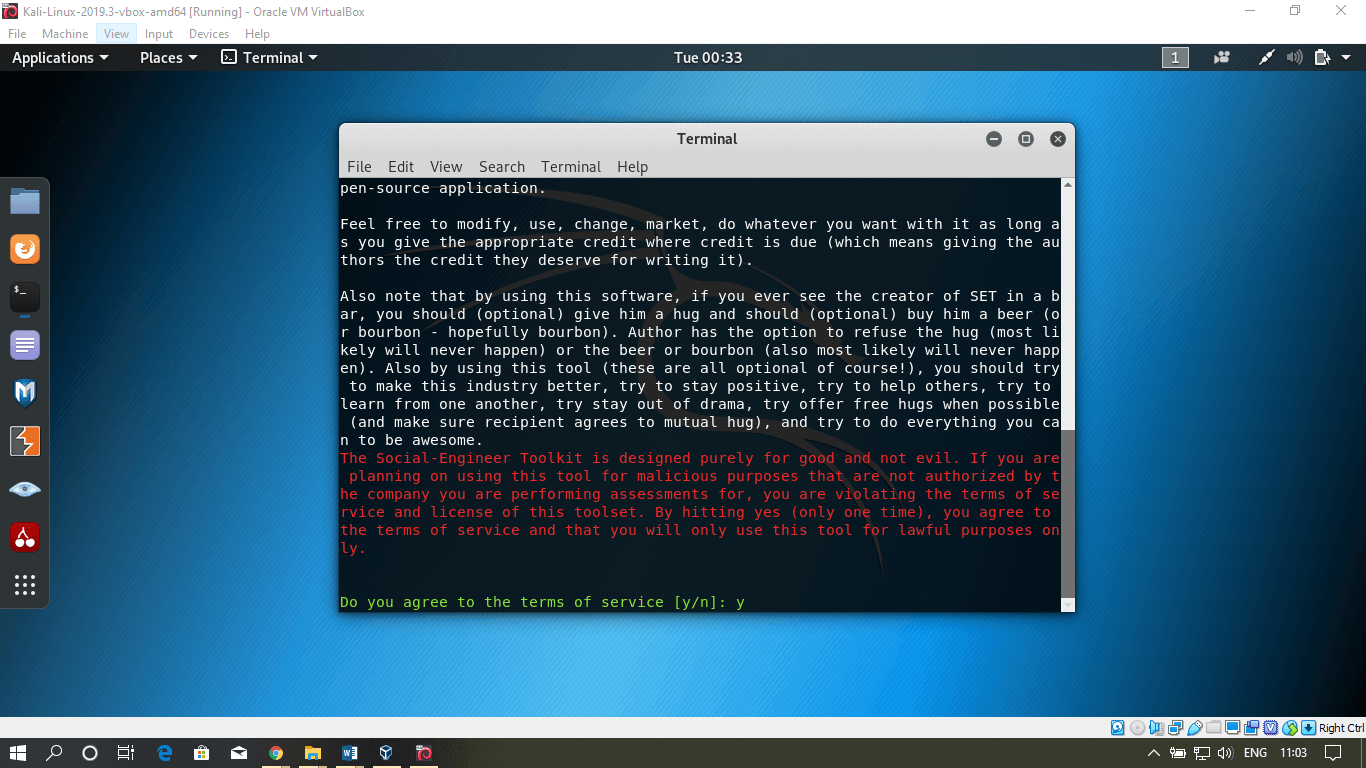 Kali-Linux-2019.3-vbox-amd64 [Running] - Oracle VM VirtualBox
File Machine View Input Devices Help
Applications Places Terminal Tue 00:33 1
Terminal
File Edit View Search Terminal Help
pen-source application.
Feel free to modify, use, change, market, do whatever you want with it as long a
s you give the appropriate credit where credit is due (which means giving the au
thors the credit they deserve for writing it).
Also note that by using this software, if you ever see the creator of SET in a b
ar, you should (optional) give him a hug and should (optional) buy him a beer (o
r bourbon - hopefully bourbon). Author has the option to refuse the hug (most li
kely will never happen) or the beer or bourbon (also most likely will never happ
en). Also by using this tool (these are all optional of course!), you should try
 to make this industry better, try to stay positive, try to help others, try to
learn from one another, try stay out of drama, try offer free hugs when possible
 (and make sure recipient agrees to mutual hug), and try to do everything you ca
n to be awesome.
The Social-Engineer Toolkit is designed purely for good and not evil. If you are
 planning on using this tool for malicious purposes that are not authorized by t
he company you are performing assessments for, you are violating the terms of se
rvice and license of this toolset. By hitting yes (only one time), you agree to
the terms of service and that you will only use this tool for lawful purposes on
ly.
Do you agree to the terms of service [y/n]: y
Right Ctrl
ENG 11:03